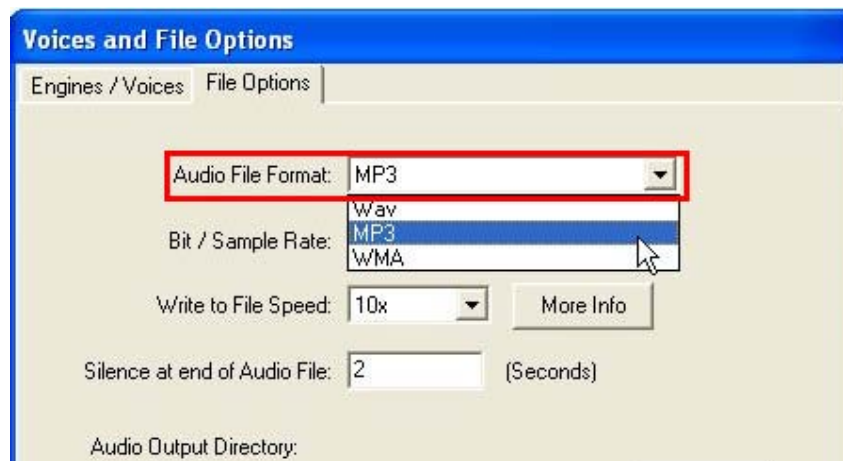 Voices and File Options
Engines / Voices File Options
Audio File Format: MP3
Wav
Bit / Sample Rate: MP3
WMA
Write to File Speed: 10x More Info
Silence at end of Audio File: 2 (Seconds)
Audio Output Directory: